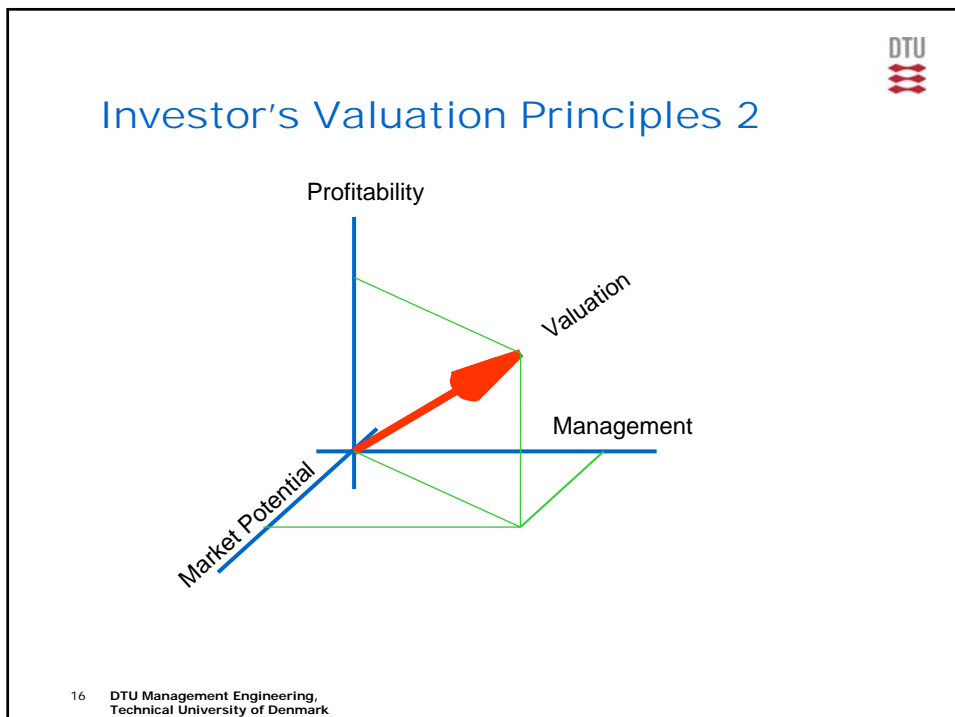 DTU
Investor's Valuation Principles 2
Profitability
Valuation
Management
Market Potential
16 DTU Management Engineering,
Technical University of Denmark